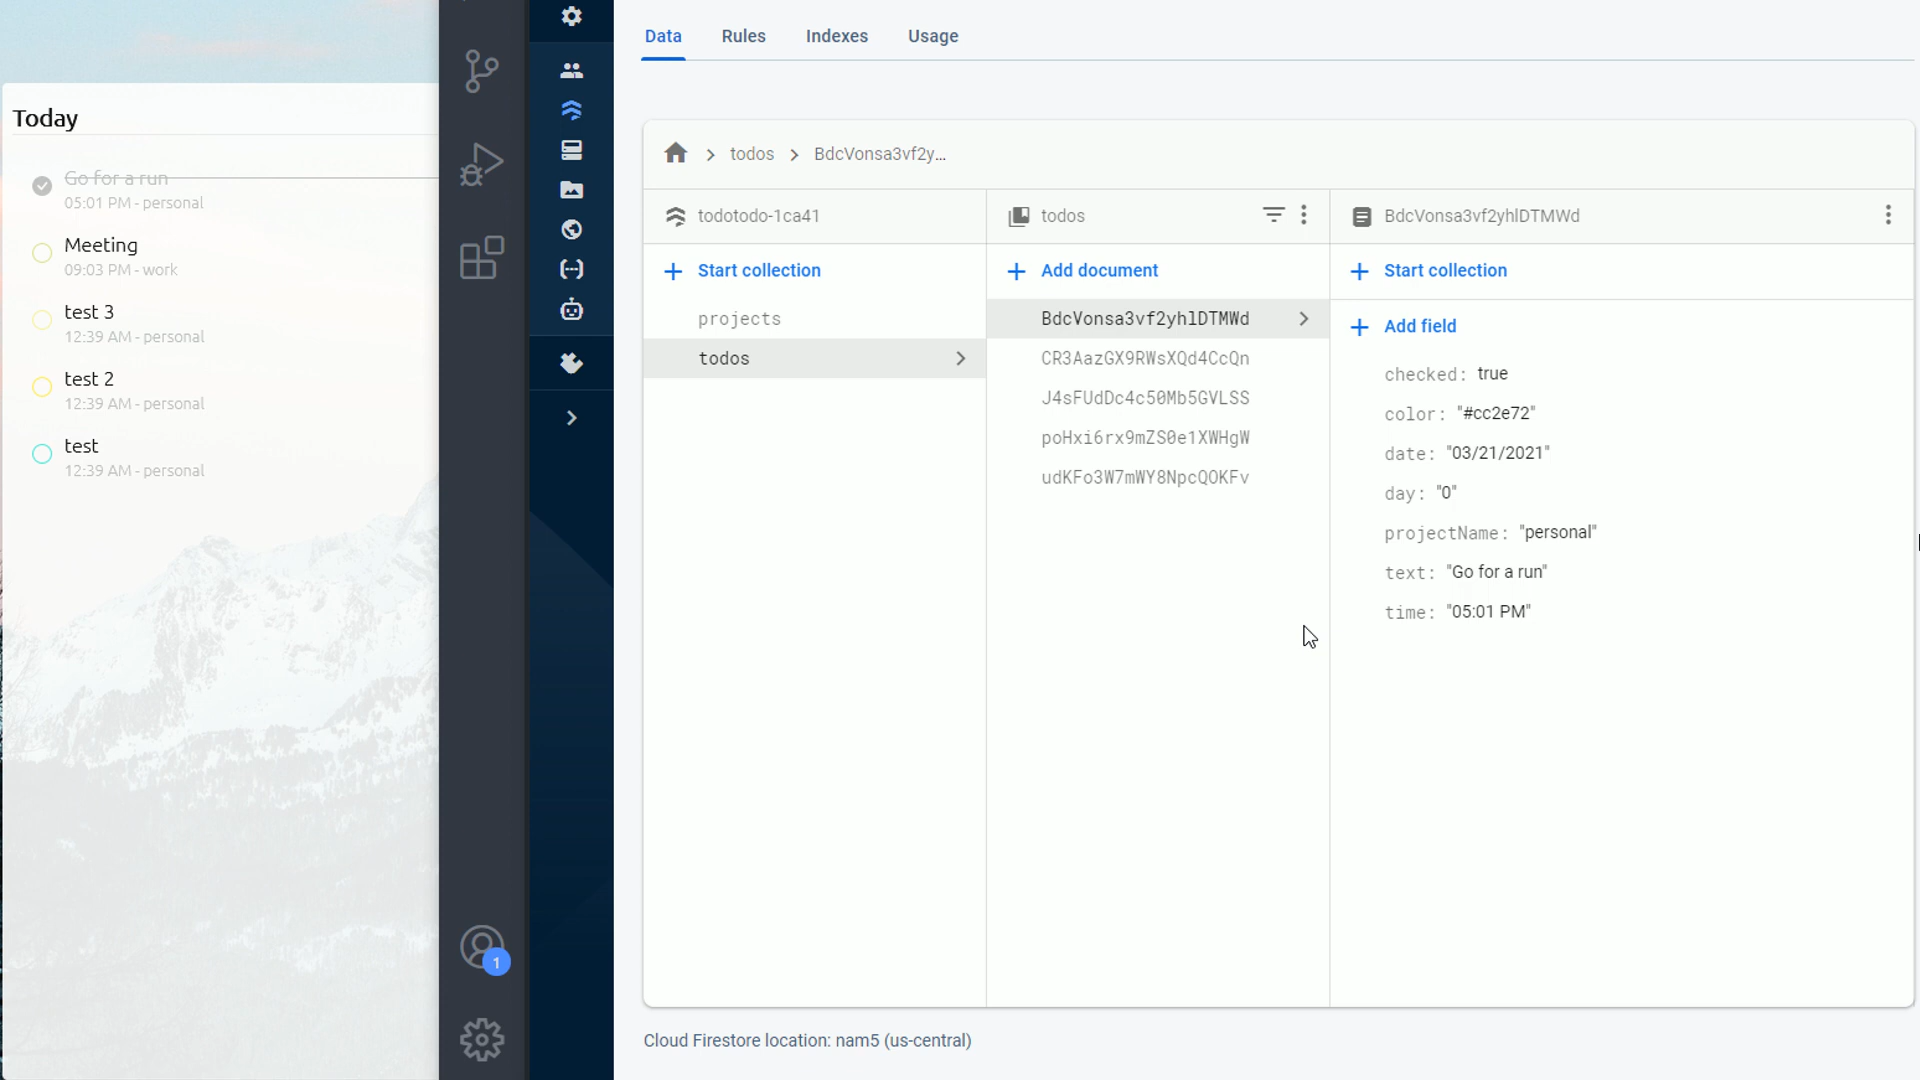 Today
Go for a run
05:01 PM - personal
Meeting
09:03 PM - work
test 3
12:39 AM - personal
test 2
12:39 AM - personal
test
12:39 AM - personal
1
Data Rules Indexes Usage
todos BdcVonsa3vf2y...
todotodo-1ca41
Start collection
projects
todos
todos
Add document
BdcVonsa3vf2yhlDTMWd
CR3AazGX9RWsXQd4CcQn
J4sFUdDc4c50Mb5GVLSS
poHxi6rx9mZS0e1XWHgW
udKFo3W7mWY8NpcQOKFv
BdcVonsa3vf2yhlDTMWd
Start collection
Add field
checked: true
color: "#cc2e72"
date: "03/21/2021"
day: "0"
projectName: "personal"
text: "Go for a run"
time: "05:01 PM"
Cloud Firestore location: nam5 (us-central)